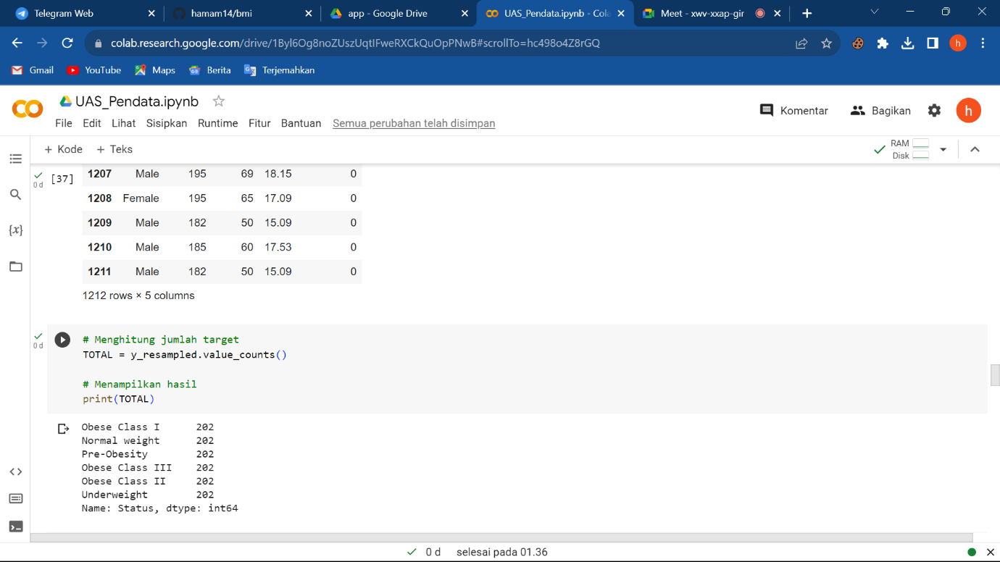 Telegram Web
hamam14/bmi
app - Google Drive
UAS_Pendata.ipynb - Cola
Meet - xwv-xxap-gir
colab.research.google.com/drive/1Byl6Og8noZUszUqtIFweRXCkQuOpPNwB#scrollTo=hc498o4Z8rGQ
h
Gmail
YouTube
Maps
Berita
Terjemahkan
UAS_Pendata.ipynb
File Edit Lihat Sisipkan Runtime Fitur Bantuan Semua perubahan telah disimpan
Komentar
Bagikan
h
+ Kode + Teks
RAM
Disk
{x}
0 d
[37]
1207 Male 195 69 18.15 0
1208 Female 195 65 17.09 0
1209 Male 182 50 15.09 0
1210 Male 185 60 17.53 0
1211 Male 182 50 15.09 0
1212 rows × 5 columns
0 d
# Menghitung jumlah target
TOTAL = y_resampled.value_counts()
# Menampilkan hasil
print(TOTAL)
Obese Class I 202
Normal weight 202
Pre-Obesity 202
Obese Class III 202
Obese Class II 202
Underweight 202
Name: Status, dtype: int64
0 d selesai pada 01.36